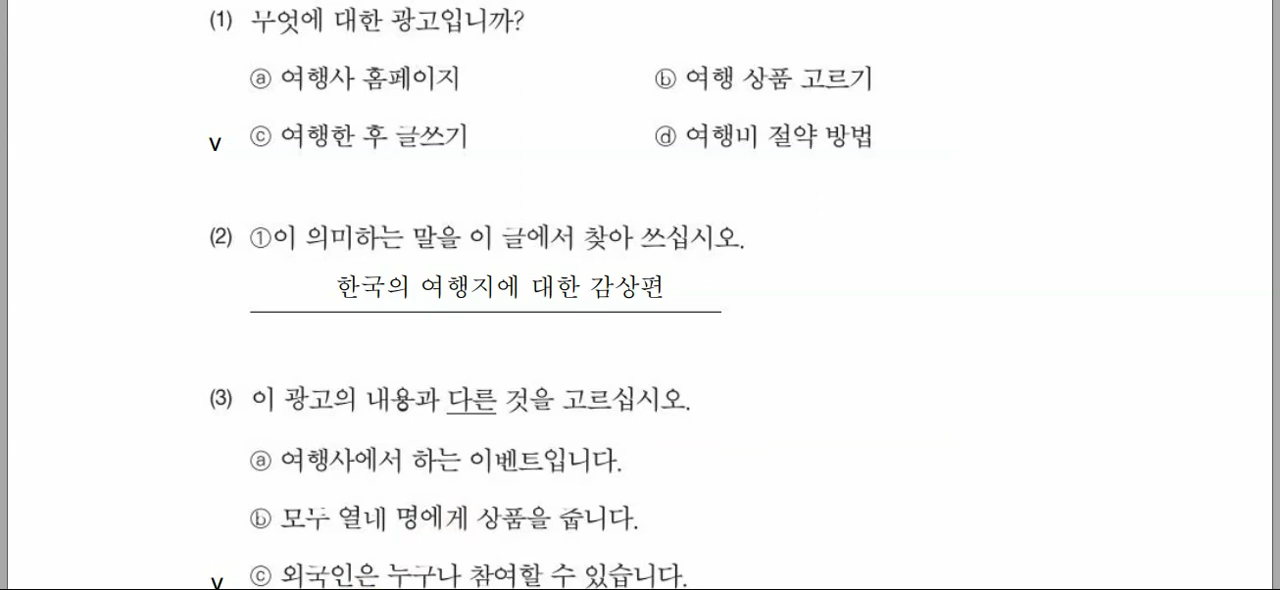 (1) 무엇에 대한 광고입니까?
ⓐ 여행사 홈페이지 ⓑ 여행 상품 고르기
v ⓒ 여행한 후 글쓰기 ⓓ 여행비 절약 방법
(2) ①이 의미하는 말을 이 글에서 찾아 쓰십시오.
한국의 여행지에 대한 감상편
(3) 이 광고의 내용과 다른 것을 고르십시오.
ⓐ 여행사에서 하는 이벤트입니다.
ⓑ 모두 열네 명에게 상품을 줍니다.
v ⓒ 외국인은 누구나 참여할 수 있습니다.